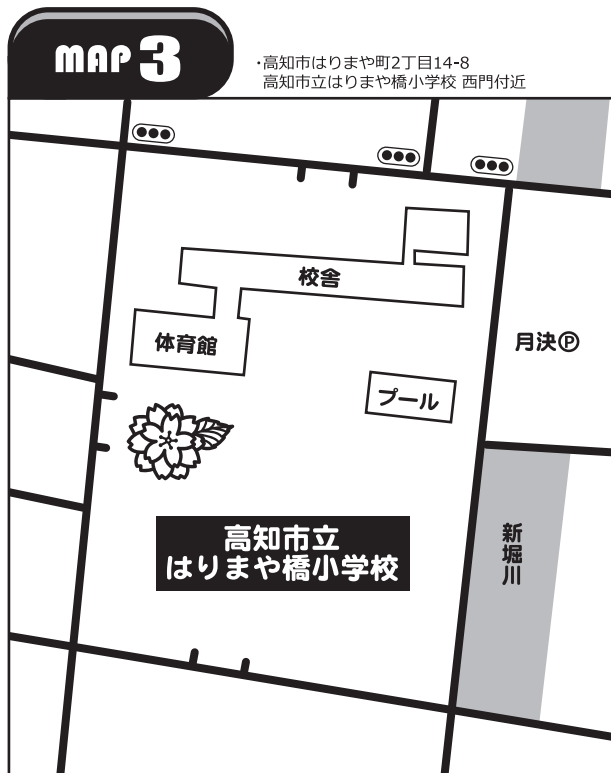 MAP 3
・高知市はりまや町2丁目14-8
高知市立はりまや橋小学校 西門付近
校舎
体育館
月決Ⓟ
プール
高知市立
はりまや橋小学校
新堀川